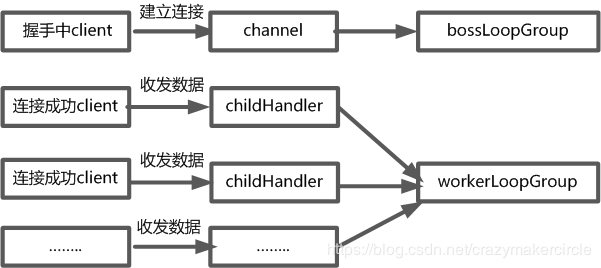 握手中client 建立连接 channel bossLoopGroup
连接成功client 收发数据 childHandler
连接成功client 收发数据 childHandler workerLoopGroup
........ 收发数据 ........
https://blog.csdn.net/crazymakercircle